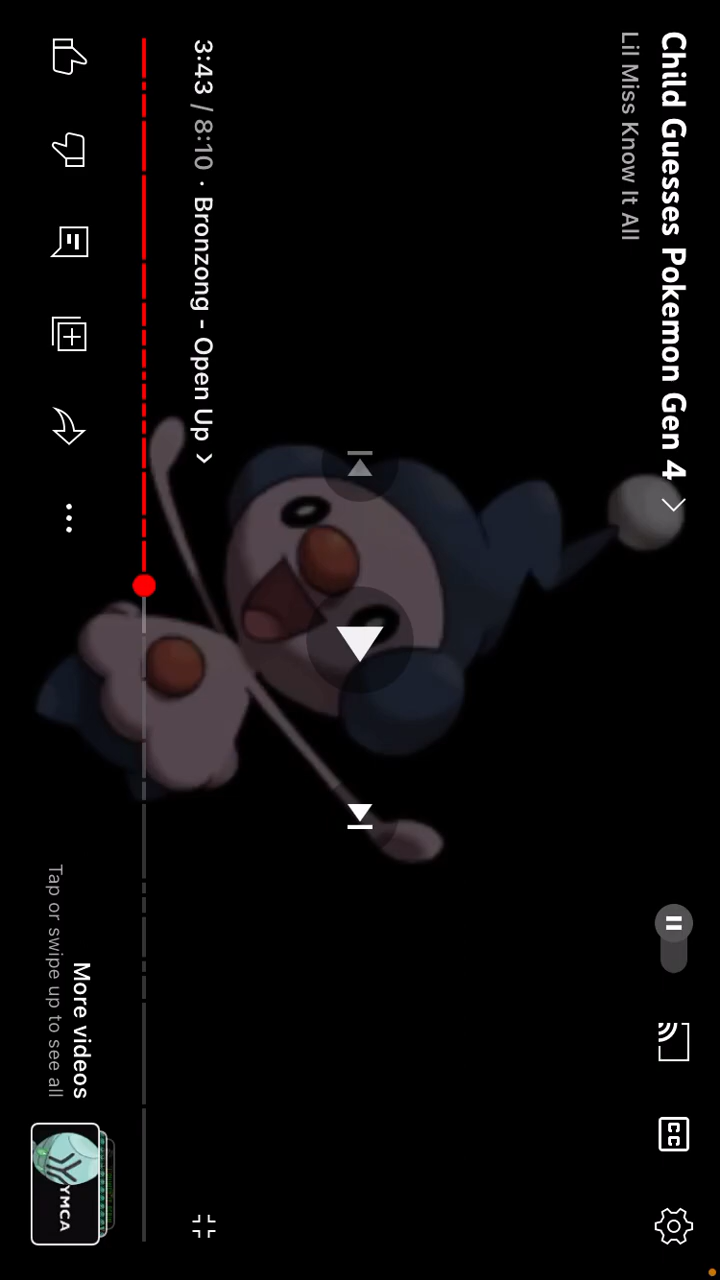 Child Guesses Pokemon Gen 4
Lil Miss Know It All
CC
3:43 / 8:10 · Bronzong - Open Up
More videos
Tap or swipe up to see all
YMCA